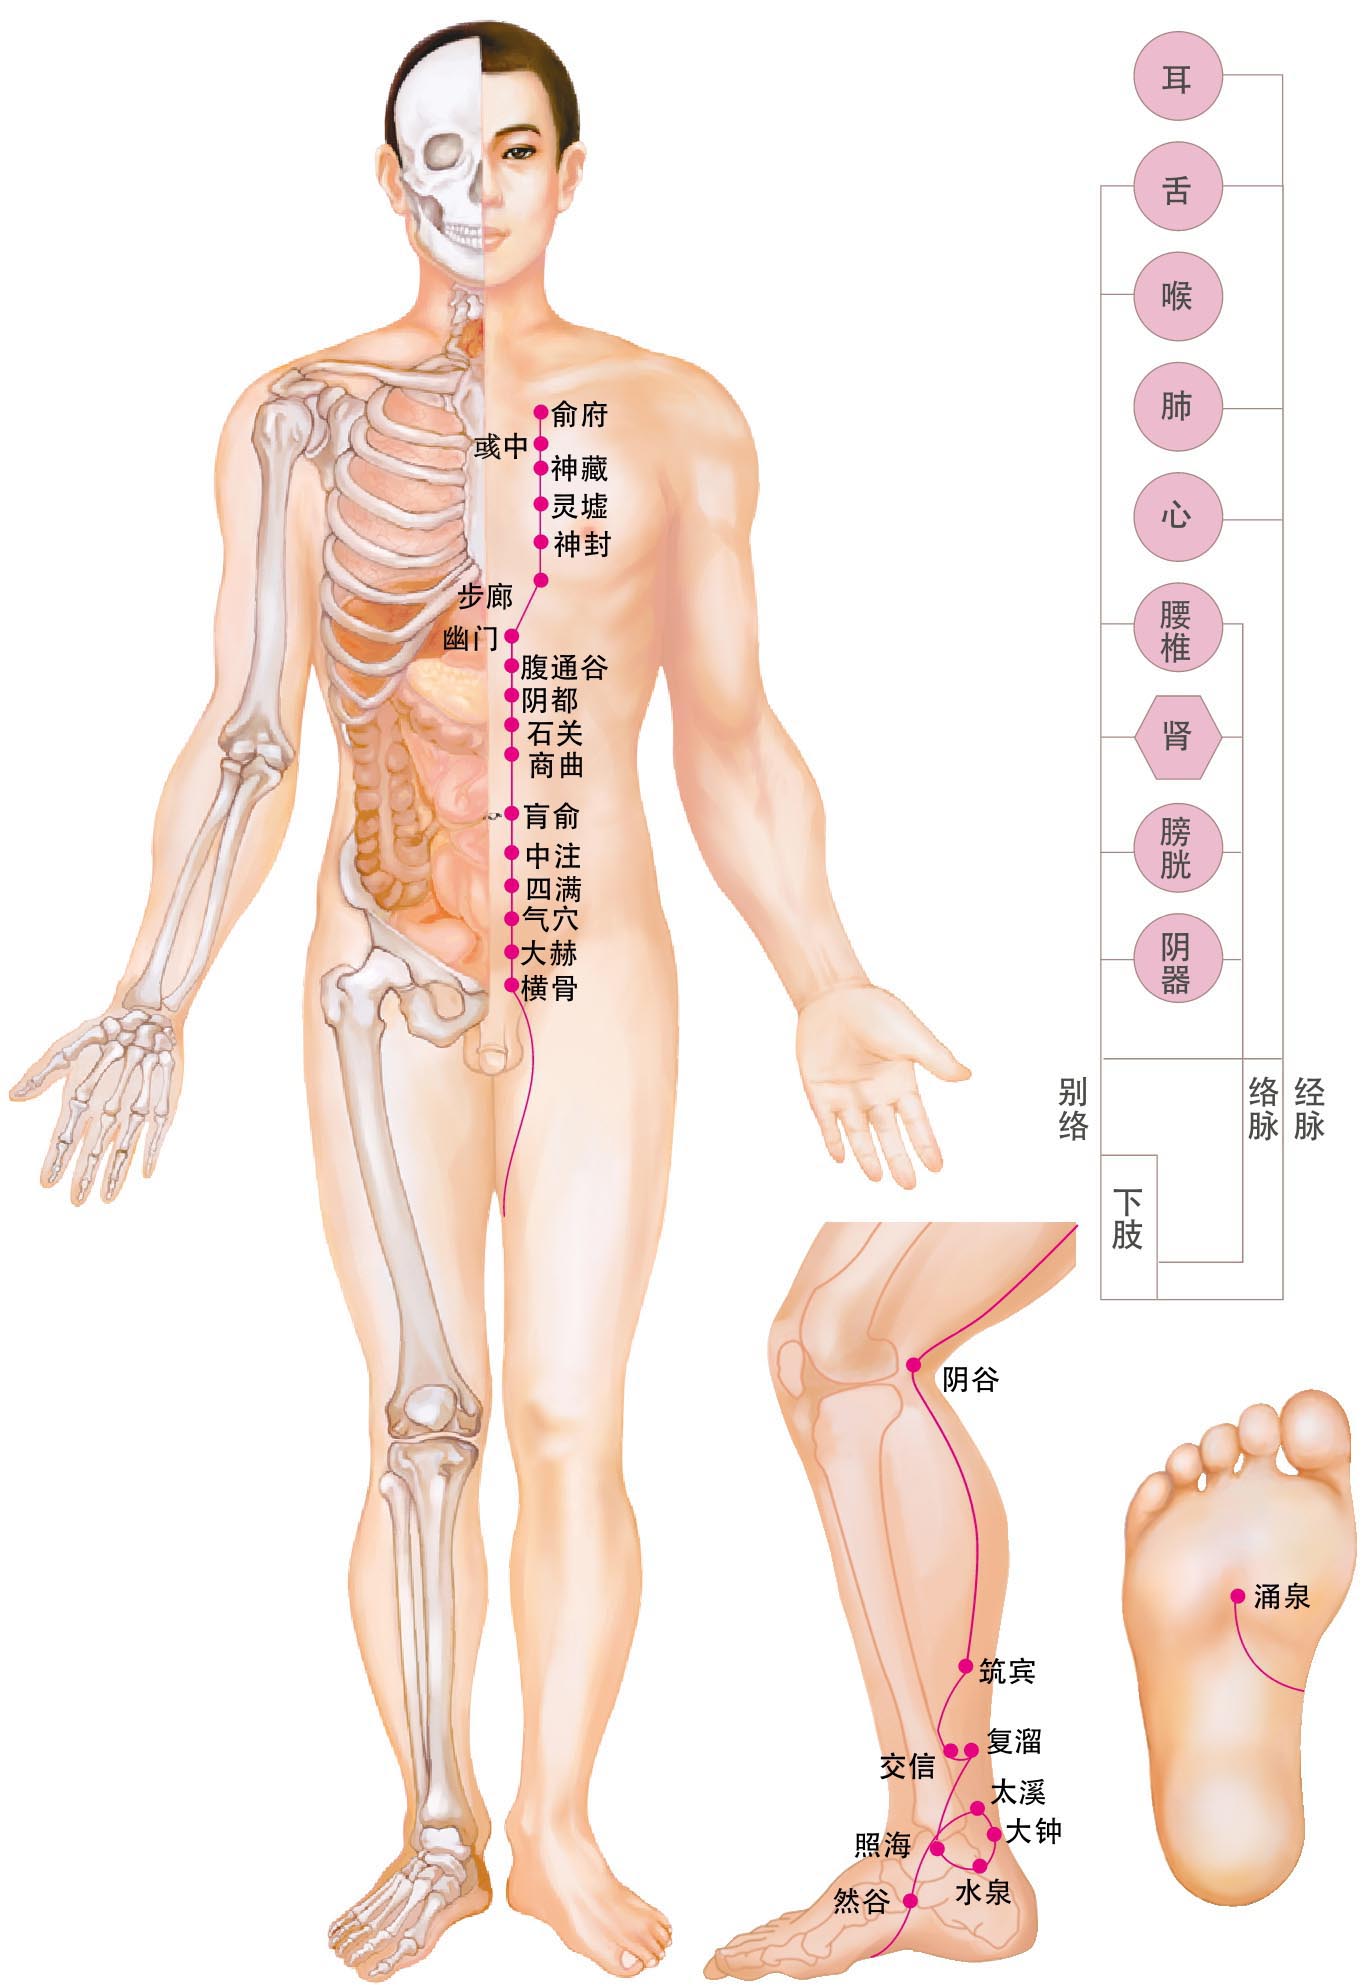 俞府
彧中
神藏
灵墟
神封
步廊
幽门
腹通谷
阴都
石关
商曲
肓俞
中注
四满
气穴
大赫
横骨
耳
舌
喉
肺
心
腰
椎
肾
膀
胱
阴
器
别
络
络
脉
经
脉
下
肢
阴谷
筑宾
复溜
交信
太溪
大钟
照海
水泉
然谷
涌泉